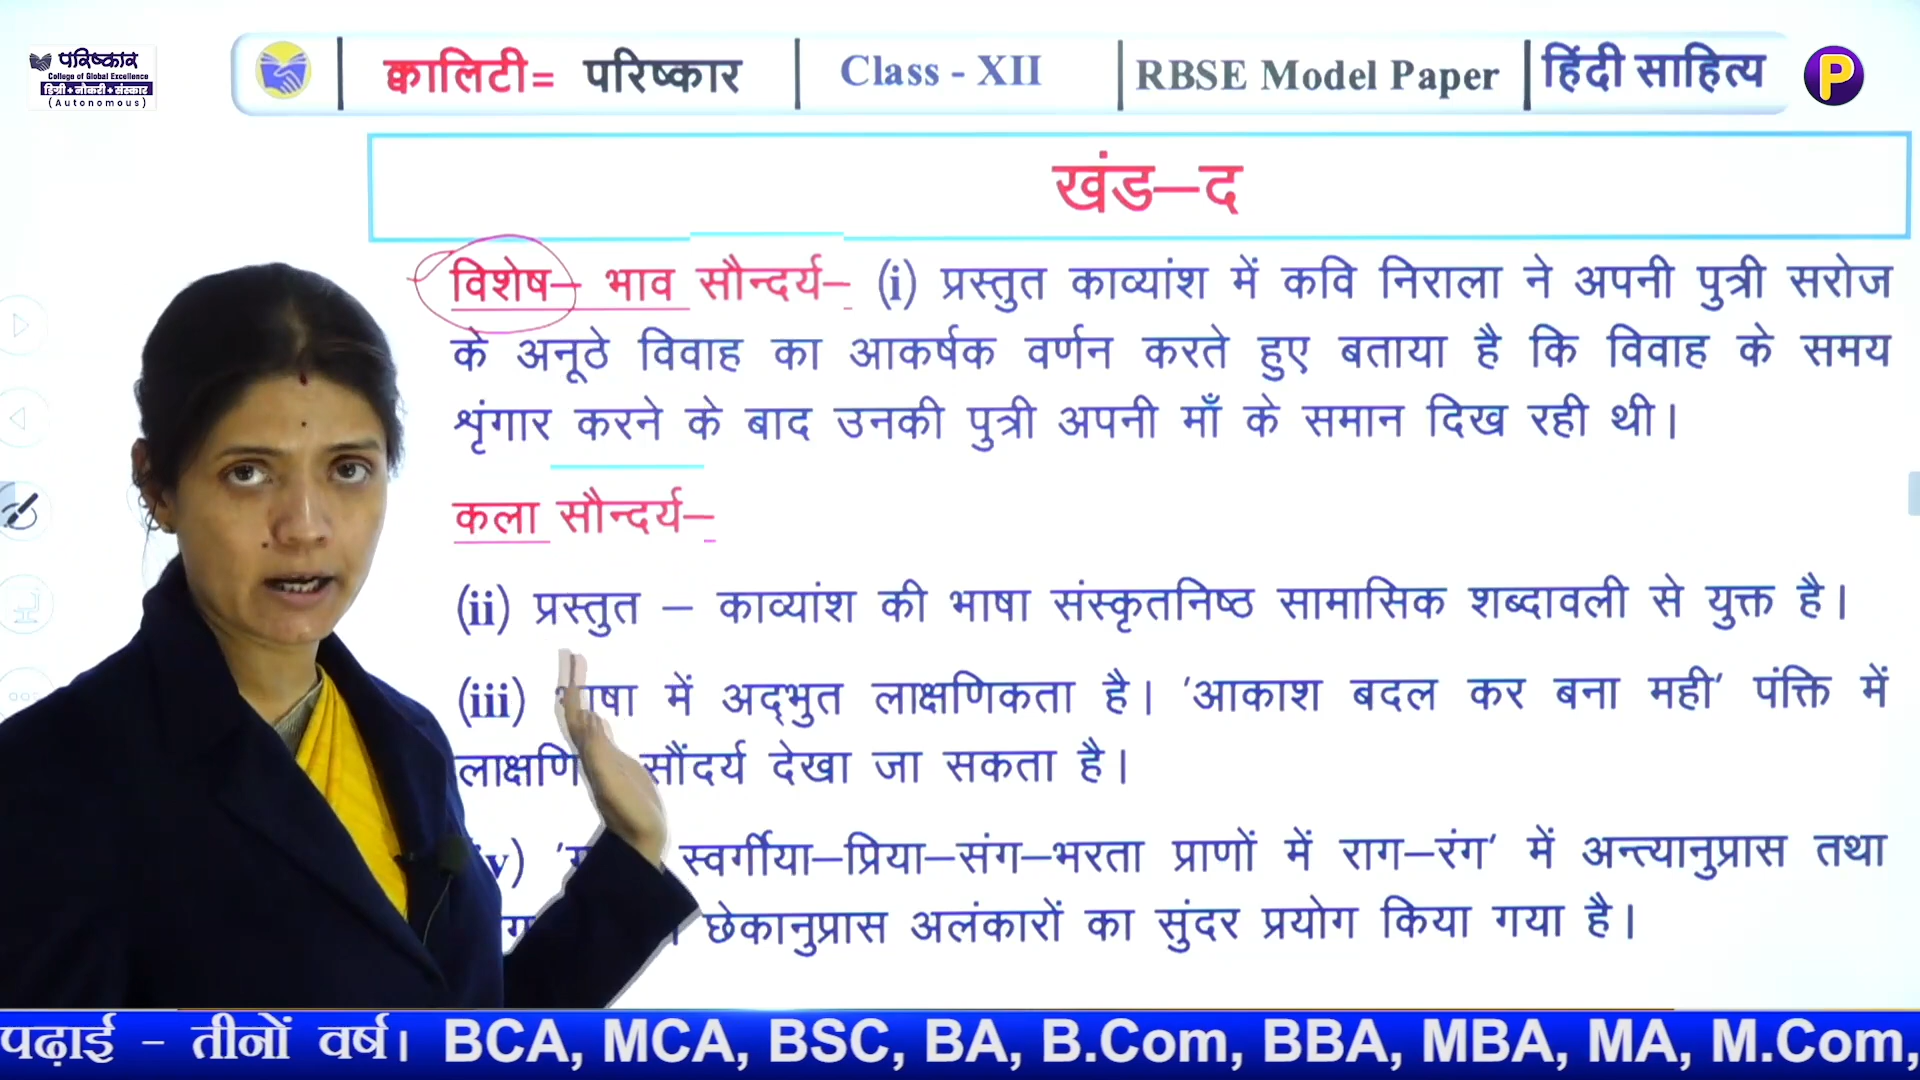 परिष्कार
College of Global Excellence
डिग्री + नौकरी + संस्कार
(Autonomous)
क्वालिटी= परिष्कार
Class - XII
RBSE Model Paper
हिंदी साहित्य
P
खंड–द
विशेष– भाव सौन्दर्य– (i) प्रस्तुत काव्यांश में कवि निराला ने अपनी पुत्री सरोज
के अनूठे विवाह का आकर्षक वर्णन करते हुए बताया है कि विवाह के समय
शृंगार करने के बाद उनकी पुत्री अपनी माँ के समान दिख रही थी।
कला सौन्दर्य–
(ii) प्रस्तुत – काव्यांश की भाषा संस्कृतनिष्ठ सामासिक शब्दावली से युक्त है।
(iii) भाषा में अद्भुत लाक्षणिकता है। 'आकाश बदल कर बना मही' पंक्ति में
सौंदर्य देखा जा सकता है।
स्वर्गीया–प्रिया–संग–भरता प्राणों में राग–रंग' में अन्त्यानुप्रास तथा
छेकानुप्रास अलंकारों का सुंदर प्रयोग किया गया है।
पढ़ाई - तीनों वर्ष। BCA, MCA, BSC, BA, B.Com, BBA, MBA, MA, M.Com,